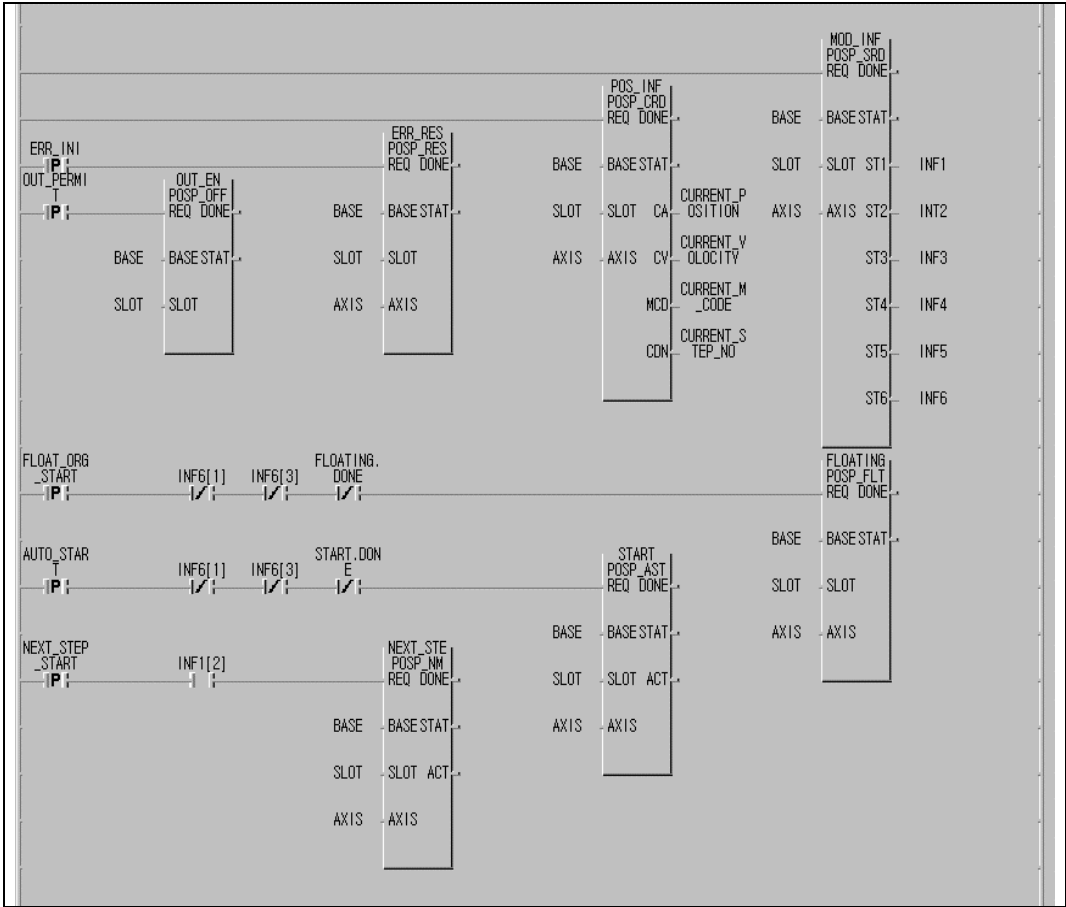 MOD_INF
POSP_SRD
REQ DONE
POS_INF
POSP_CRD
REQ DONE
BASE
BASE STAT
ERR_RES
POSP_RES
REQ DONE
ERR_INI
P
BASE
BASE STAT
SLOT
SLOT ST1
INF1
OUT_PERMI
T
P
OUT_EN
POSP_OFF
REQ DONE
BASE
BASE STAT
SLOT
SLOT CA
CURRENT_P
OSITION
AXIS
AXIS ST2
INT2
BASE
BASE STAT
SLOT
SLOT
AXIS
AXIS CV
CURRENT_V
OLOCITY
ST3
INF3
SLOT
SLOT
AXIS
AXIS
MCD
CURRENT_M
_CODE
ST4
INF4
CDN
CURRENT_S
TEP_NO
ST5
INF5
ST6
INF6
FLOAT_ORG
_START
P
INF6[1]
INF6[3]
FLOATING.
DONE
FLOATING
POSP_FLT
REQ DONE
BASE
BASE STAT
AUTO_STAR
T
P
INF6[1]
INF6[3]
START.DON
E
START
POSP_AST
REQ DONE
SLOT
SLOT
BASE
BASE STAT
AXIS
AXIS
NEXT_STEP
_START
P
INF1[2]
NEXT_STE
POSP_NM
REQ DONE
SLOT
SLOT ACT
BASE
BASE STAT
AXIS
AXIS
SLOT
SLOT ACT
AXIS
AXIS